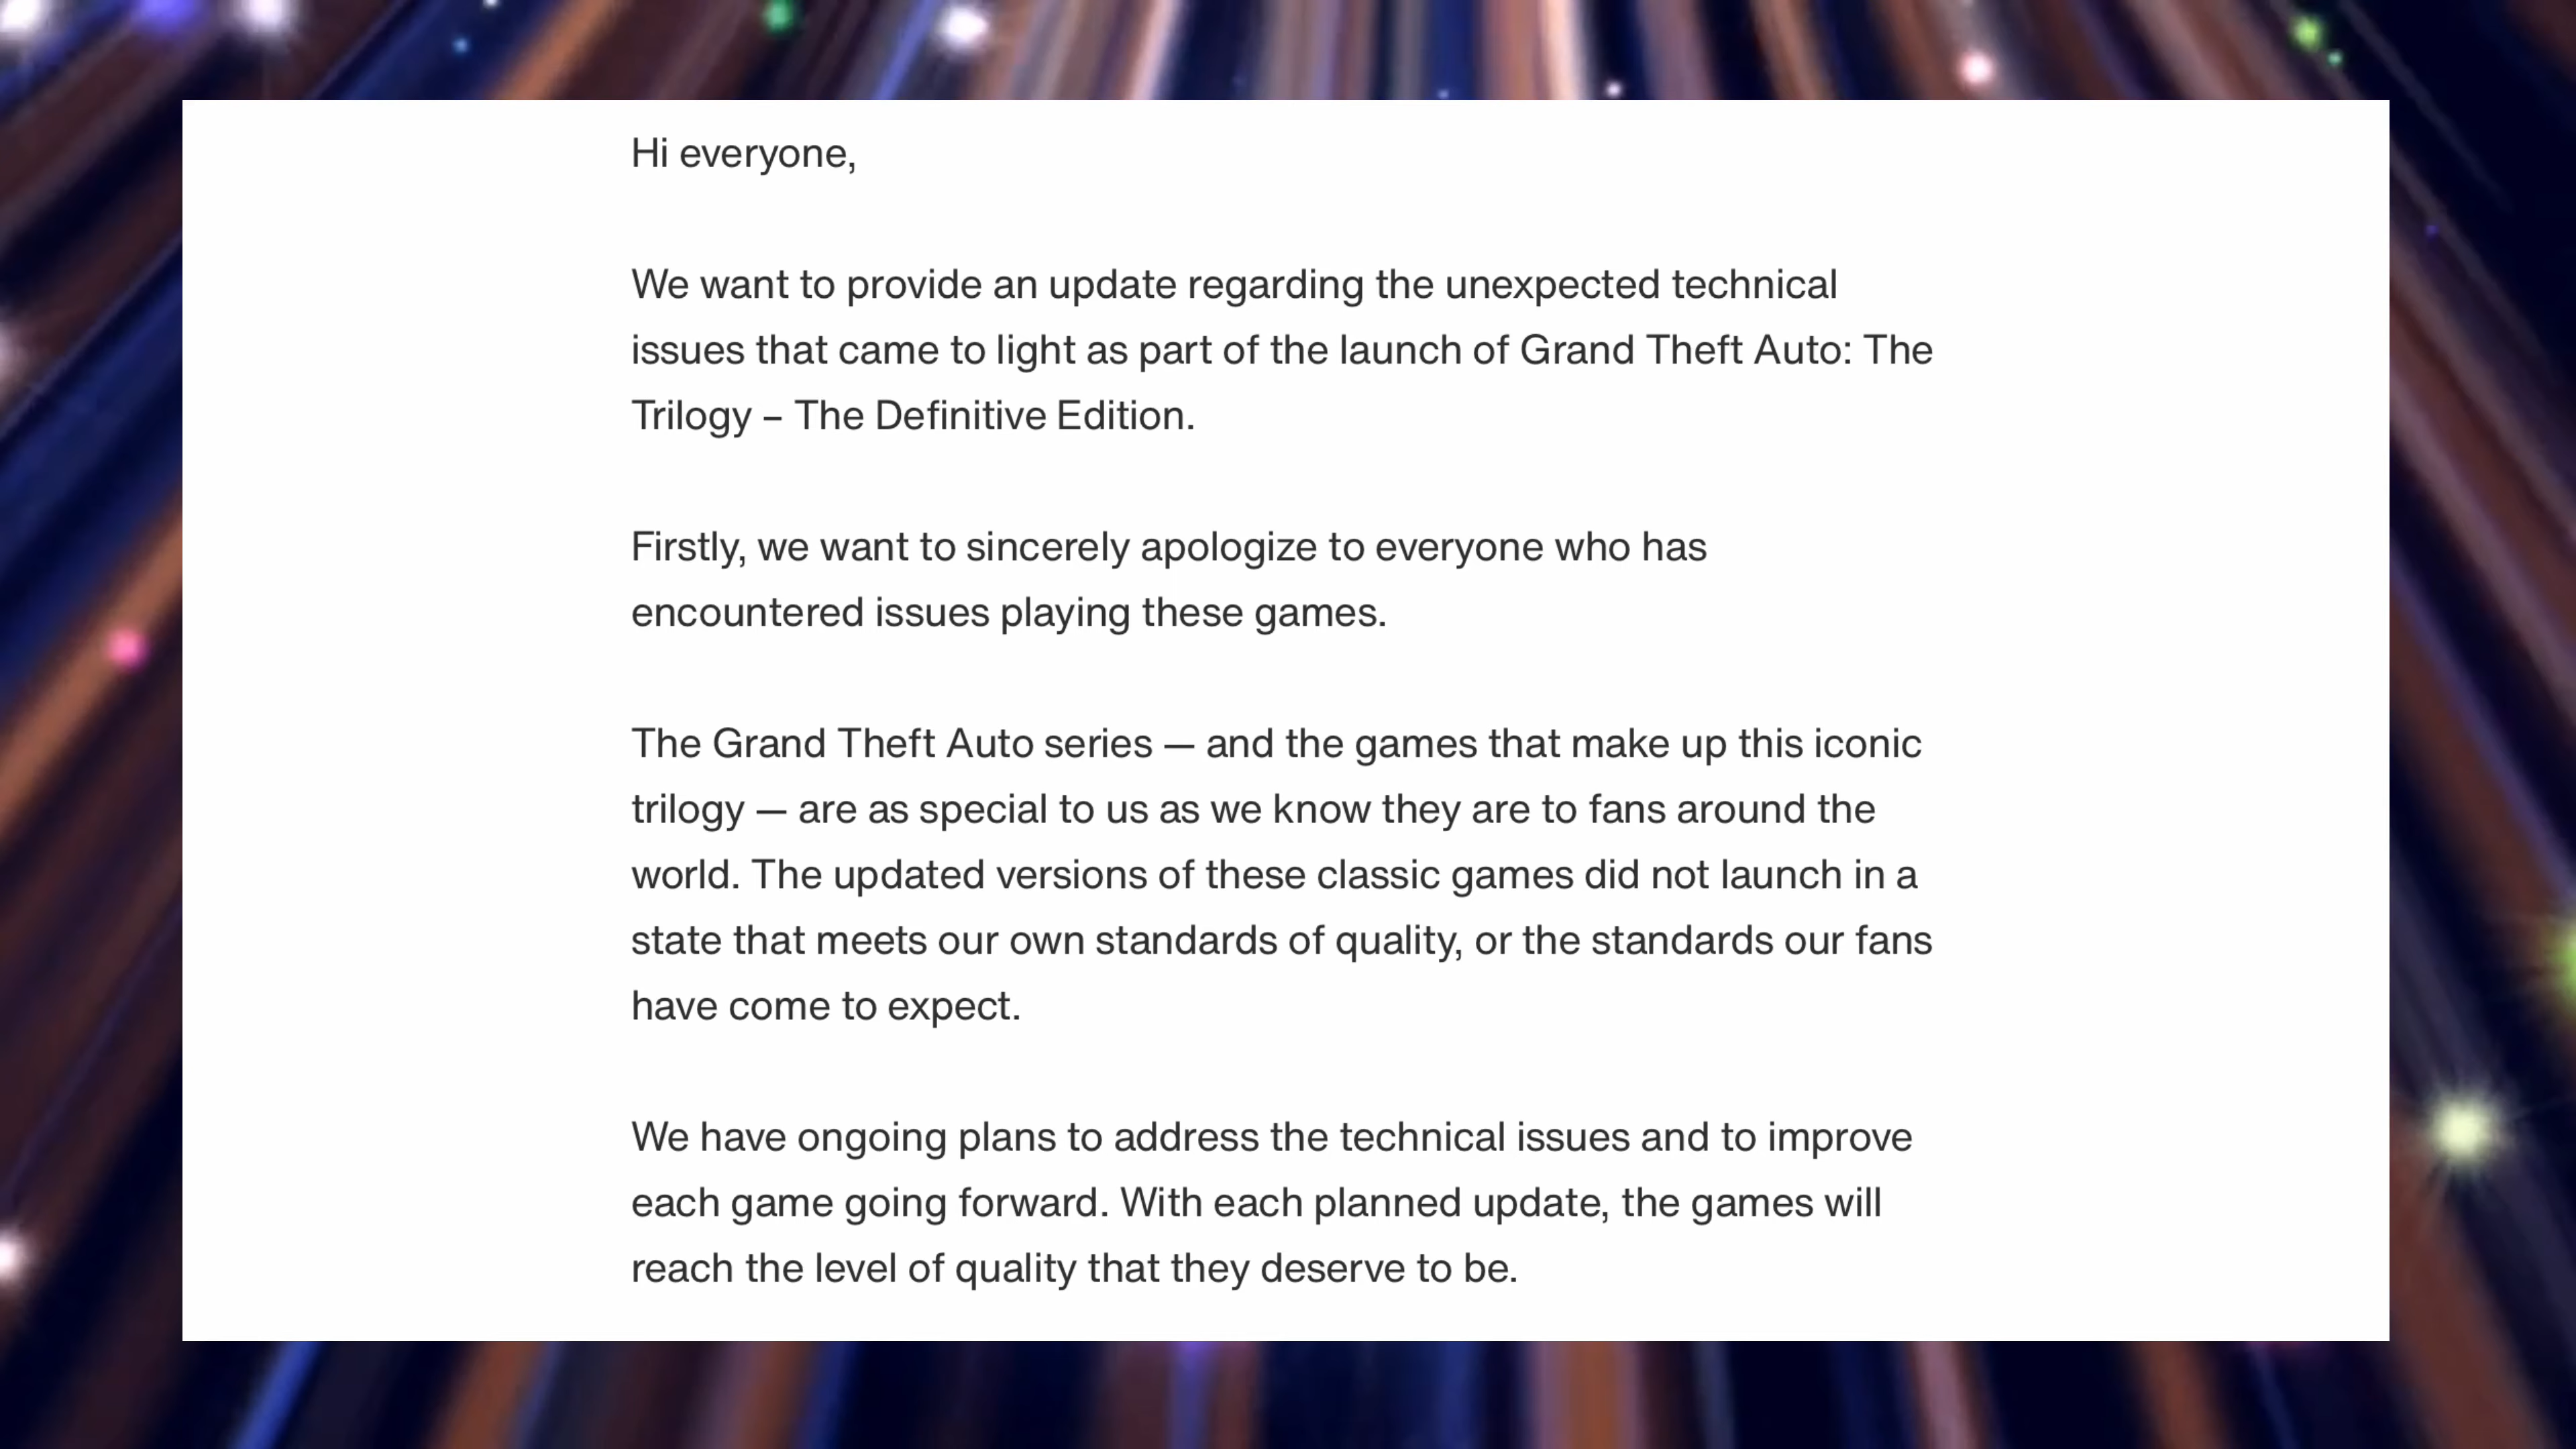 Hi everyone,
We want to provide an update regarding the unexpected technical
issues that came to light as part of the launch of Grand Theft Auto: The
Trilogy – The Definitive Edition.
Firstly, we want to sincerely apologize to everyone who has
encountered issues playing these games.
The Grand Theft Auto series — and the games that make up this iconic
trilogy — are as special to us as we know they are to fans around the
world. The updated versions of these classic games did not launch in a
state that meets our own standards of quality, or the standards our fans
have come to expect.
We have ongoing plans to address the technical issues and to improve
each game going forward. With each planned update, the games will
reach the level of quality that they deserve to be.